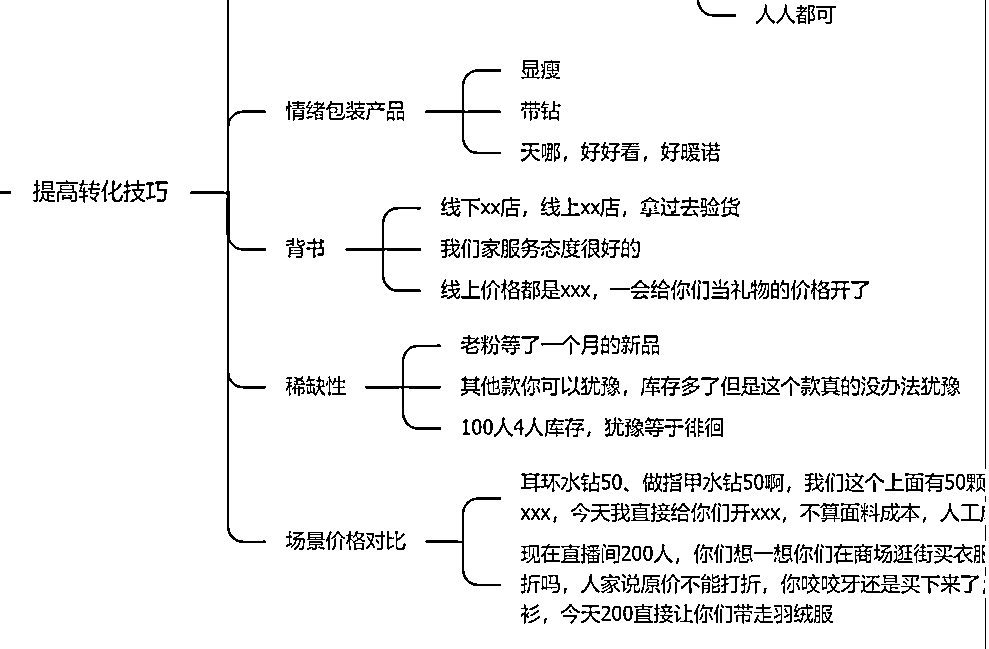 人人都可
情绪包装产品
显瘦
带钻
天哪，好好看，好暖诺
提高转化技巧
背书
线下xx店，线上xx店，拿过去验货
我们家服务态度很好的
线上价格都是xxx，一会给你们当礼物的价格开了
稀缺性
老粉等了一个月的新品
其他款你可以犹豫，库存多了但是这个款真的没办法犹豫
100人4人库存，犹豫等于徘徊
场景价格对比
耳环水钻50、做指甲水钻50啊，我们这个上面有50颗
xxx，今天我直接给你们开xxx，不算面料成本，人工
现在直播间200人，你们想一想你们在商场逛街买衣服
折吗，人家说原价不能打折，你咬咬牙还是买下来了
衫，今天200直接让你们带走羽绒服